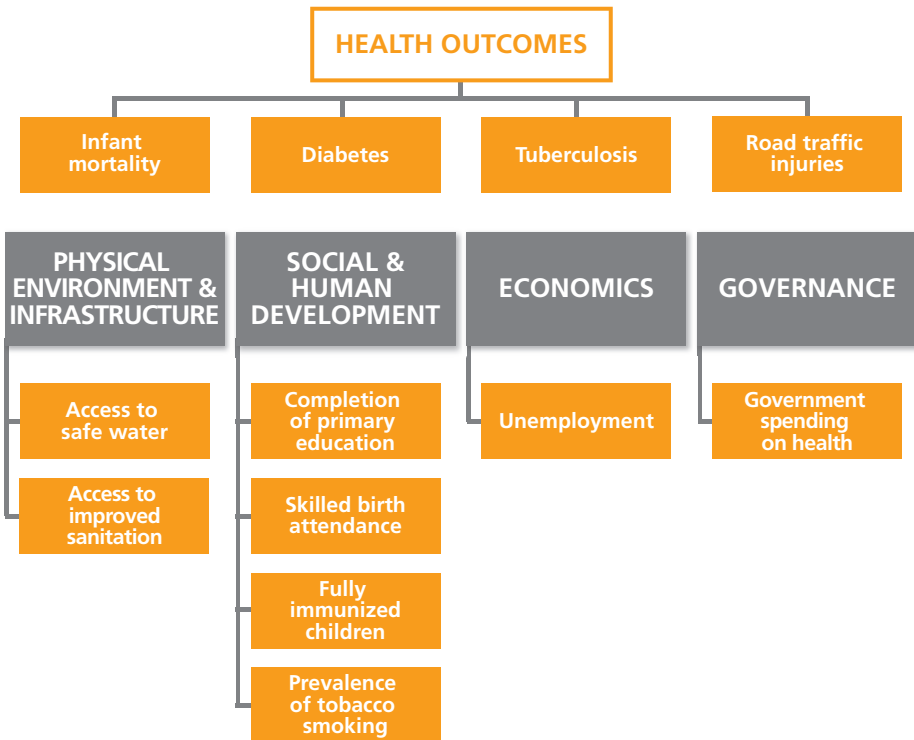 HEALTH OUTCOMES
Infant
mortality
Diabetes
Tuberculosis
Road traffic
injuries
PHYSICAL
ENVIRONMENT &
INFRASTRUCTURE
SOCIAL &
HUMAN
DEVELOPMENT
ECONOMICS
GOVERNANCE
Access to
safe water
Access to
improved
sanitation
Completion
of primary
education
Skilled birth
attendance
Fully
immunized
children
Prevalence
of tobacco
smoking
Unemployment
Government
spending
on health